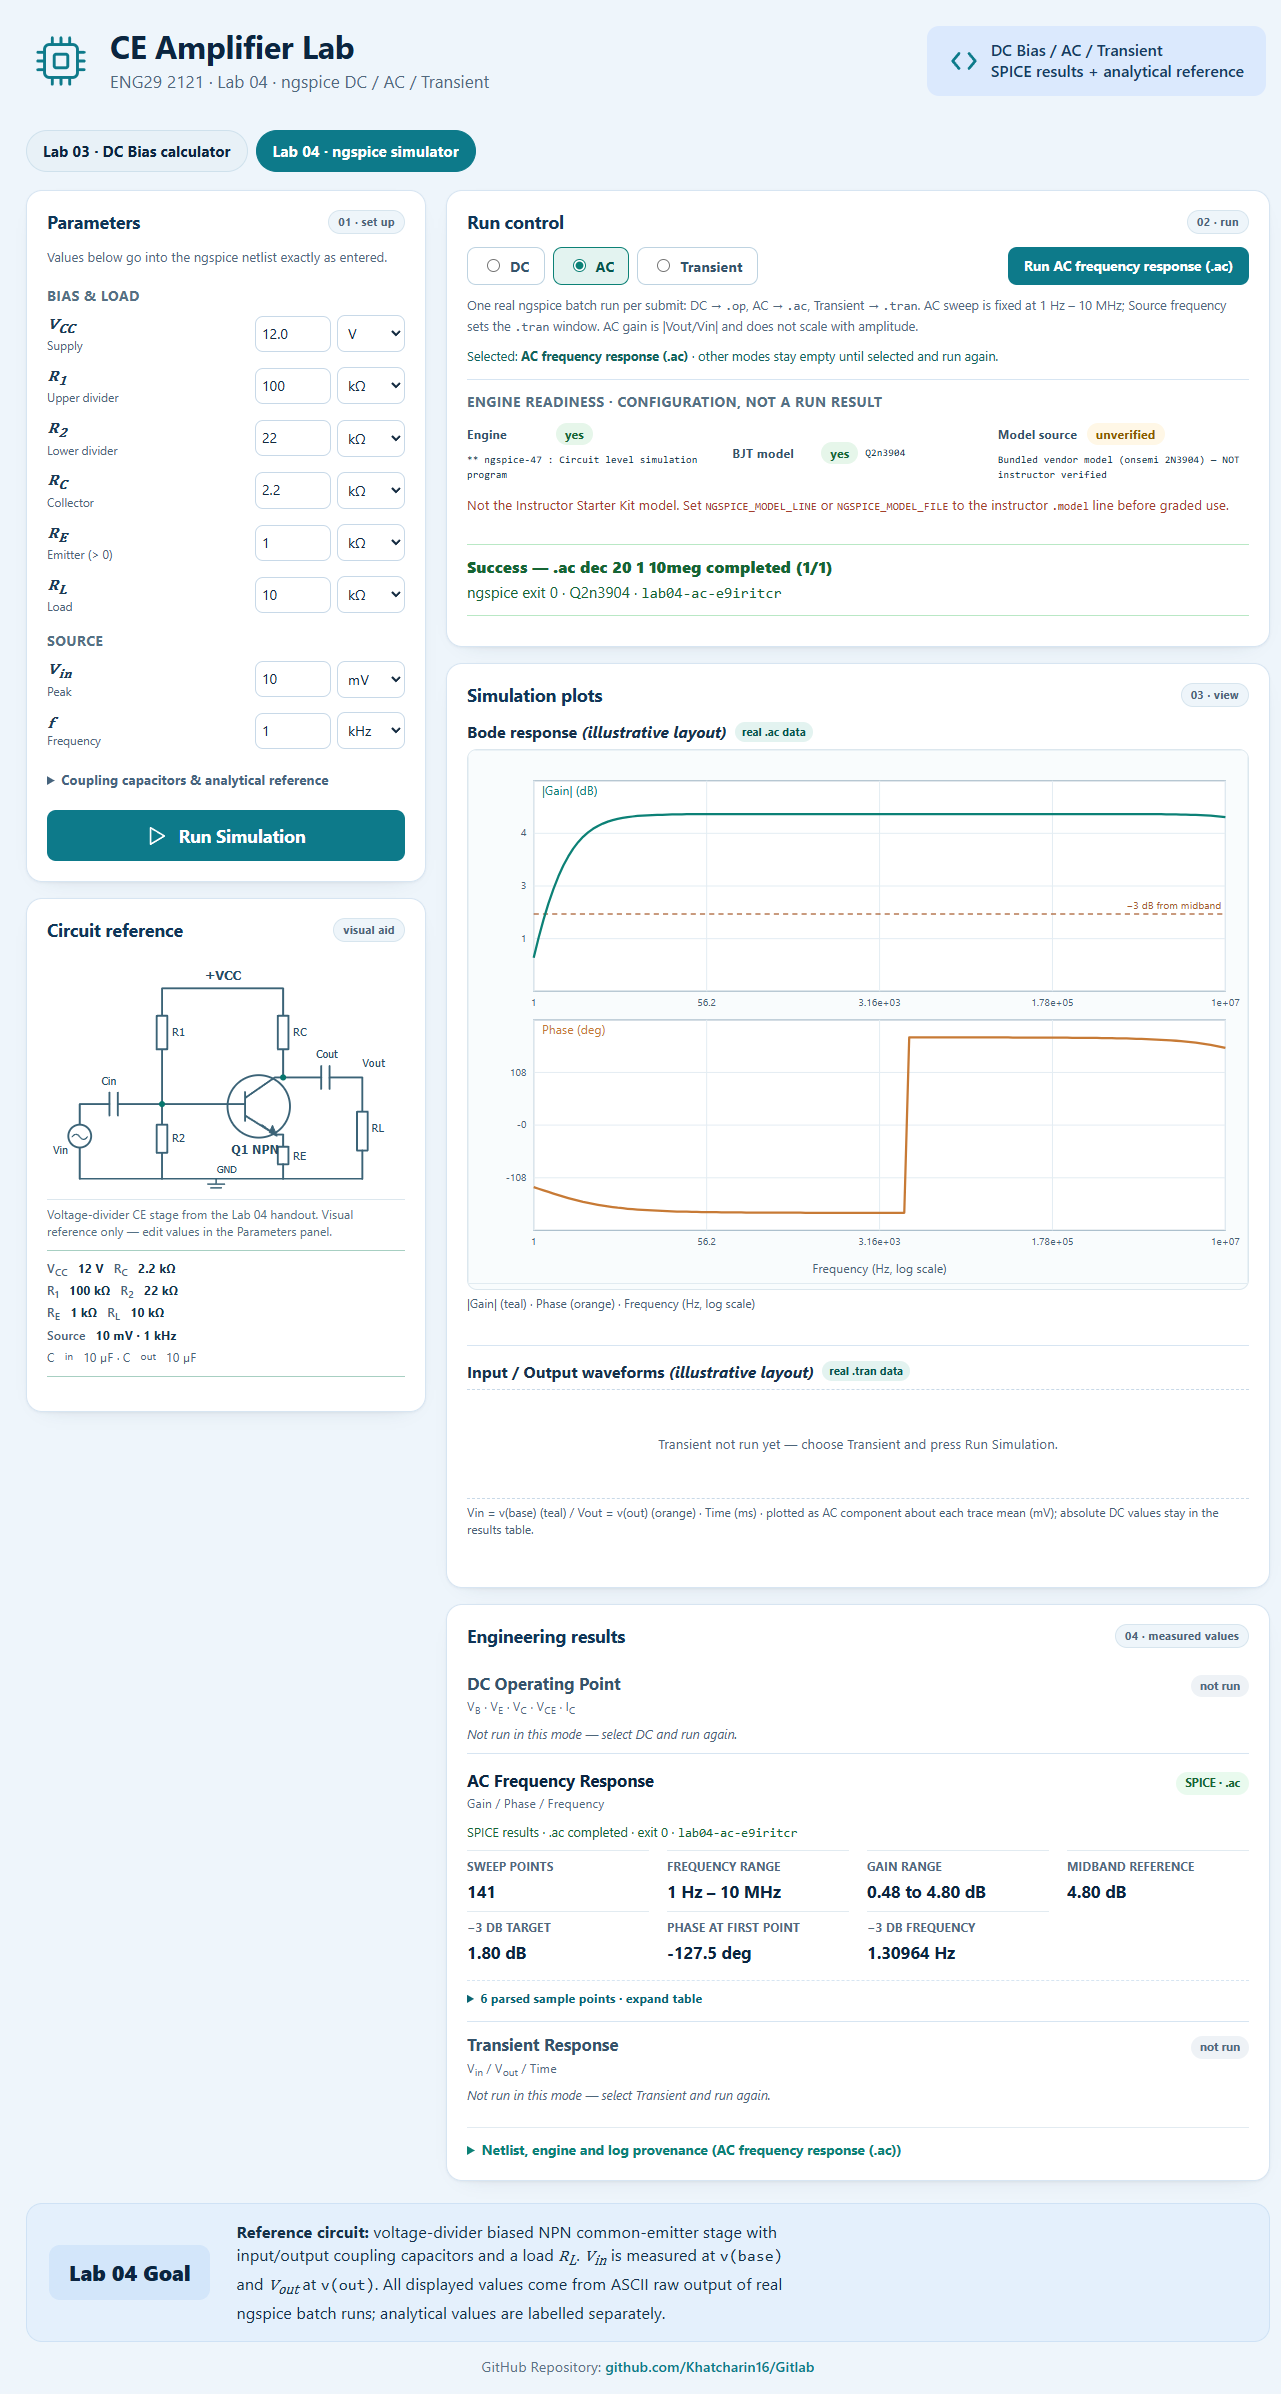 CE Amplifier Lab
ENG29 2121 · Lab 04 · ngspice DC / AC / Transient
DC Bias / AC / Transient
SPICE results + analytical reference
Lab 03 · DC Bias calculator
Lab 04 · ngspice simulator
Parameters
01 · set up
Values below go into the ngspice netlist exactly as entered.
BIAS & LOAD
VCC
Supply
12.0
V
R1
Upper divider
100
kΩ
R2
Lower divider
22
kΩ
RC
Collector
2.2
kΩ
RE
Emitter (> 0)
1
kΩ
RL
Load
10
kΩ
SOURCE
Vin
Peak
10
mV
f
Frequency
1
kHz
▶ Coupling capacitors & analytical reference
Run Simulation
Circuit reference
visual aid
+VCC
R1
RC
Cout
Vout
Cin
Vin
R2
Q1 NPN
RE
RL
GND
Voltage-divider CE stage from the Lab 04 handout. Visual
reference only — edit values in the Parameters panel.
VCC 12 V RC 2.2 kΩ
R1 100 kΩ R2 22 kΩ
RE 1 kΩ RL 10 kΩ
Source 10 mV · 1 kHz
C in 10 µF · C out 10 µF
Run control
02 · run
DC
AC
Transient
Run AC frequency response (.ac)
One real ngspice batch run per submit: DC → .op, AC → .ac, Transient → .tran. AC sweep is fixed at 1 Hz – 10 MHz; Source frequency
sets the .tran window. AC gain is |Vout/Vin| and does not scale with amplitude.
Selected: AC frequency response (.ac) · other modes stay empty until selected and run again.
ENGINE READINESS · CONFIGURATION, NOT A RUN RESULT
Engine yes
** ngspice-47 : Circuit level simulation
program
BJT model yes Q2n3904
Model source unverified
Bundled vendor model (onsemi 2N3904) — NOT
instructor verified
Not the Instructor Starter Kit model. Set NGSPICE_MODEL_LINE or NGSPICE_MODEL_FILE to the instructor .model line before graded use.
Success — .ac dec 20 1 10meg completed (1/1)
ngspice exit 0 · Q2n3904 · lab04-ac-e9iritcr
Simulation plots
03 · view
Bode response (illustrative layout) real .ac data
|Gain| (dB)
4
3
1
−3 dB from midband
1 56.2 3.16e+03 1.78e+05 1e+07
Phase (deg)
108
-0
-108
1 56.2 3.16e+03 1.78e+05 1e+07
Frequency (Hz, log scale)
|Gain| (teal) · Phase (orange) · Frequency (Hz, log scale)
Input / Output waveforms (illustrative layout) real .tran data
Transient not run yet — choose Transient and press Run Simulation.
Vin = v(base) (teal) / Vout = v(out) (orange) · Time (ms) · plotted as AC component about each trace mean (mV); absolute DC values stay in the
results table.
Engineering results
04 · measured values
DC Operating Point
not run
VB · VE · VC · VCE · IC
Not run in this mode — select DC and run again.
AC Frequency Response
SPICE · .ac
Gain / Phase / Frequency
SPICE results · .ac completed · exit 0 · lab04-ac-e9iritcr
SWEEP POINTS
141
FREQUENCY RANGE
1 Hz – 10 MHz
GAIN RANGE
0.48 to 4.80 dB
MIDBAND REFERENCE
4.80 dB
−3 DB TARGET
1.80 dB
PHASE AT FIRST POINT
-127.5 deg
−3 DB FREQUENCY
1.30964 Hz
▶ 6 parsed sample points · expand table
Transient Response
not run
Vin / Vout / Time
Not run in this mode — select Transient and run again.
▶ Netlist, engine and log provenance (AC frequency response (.ac))
Lab 04 Goal
Reference circuit: voltage-divider biased NPN common-emitter stage with
input/output coupling capacitors and a load RL. Vin is measured at v(base)
and Vout at v(out). All displayed values come from ASCII raw output of real
ngspice batch runs; analytical values are labelled separately.
GitHub Repository: github.com/Khatcharin16/Gitlab